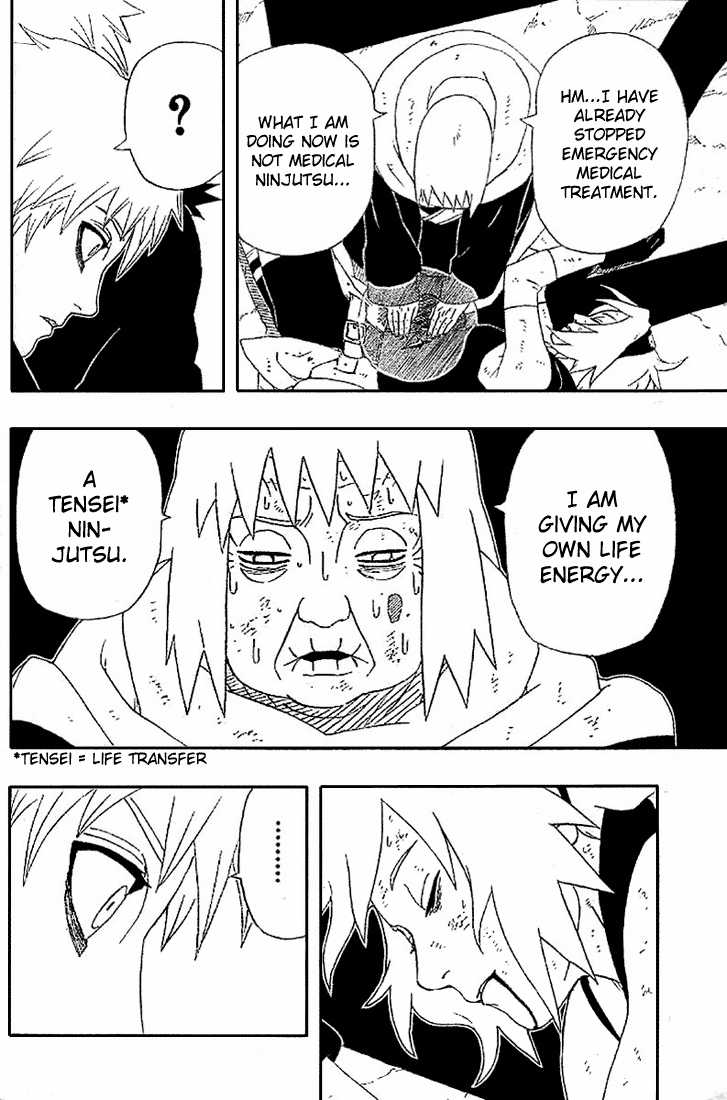 HM...I HAVE
ALREADY
STOPPED
EMERGENCY
MEDICAL
TREATMENT.
WHAT I AM
DOING NOW IS
NOT MEDICAL
NINJUTSU...
?
I AM
GIVING MY
OWN LIFE
ENERGY...
A
TENSEI*
NIN-
JUTSU.
*TENSEI = LIFE TRANSFER
.........